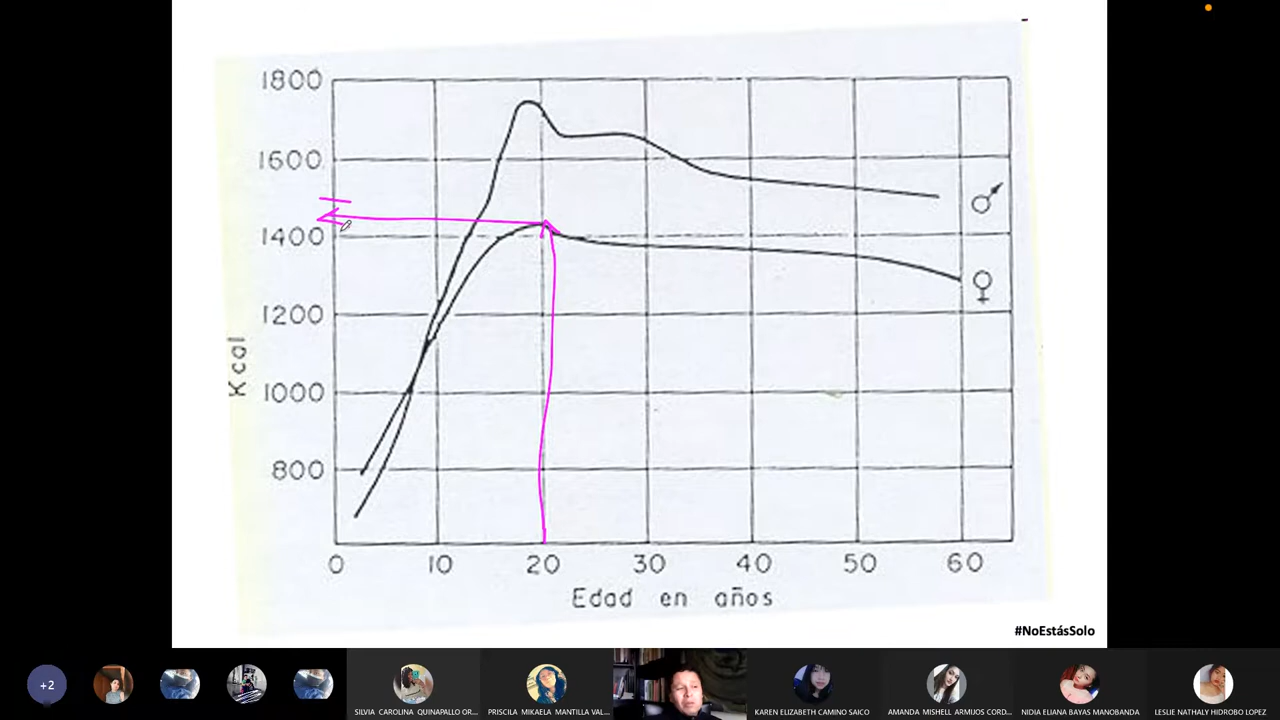 1800
1600
1400
1200
1000
800
Kcal
0 10 20 30 40 50 60
Edad en años
#NoEstásSolo
+2
SILVIA CAROLINA QUINAPALLO OR...
PRISCILA MIKAELA MANTILLA VAL...
KAREN ELIZABETH CAMINO SAICO
AMANDA MISHELL ARMIJOS CORD...
NIDIA ELIANA BAYAS MANOBANDA
LESLIE NATHALY HIDROBO LOPEZ